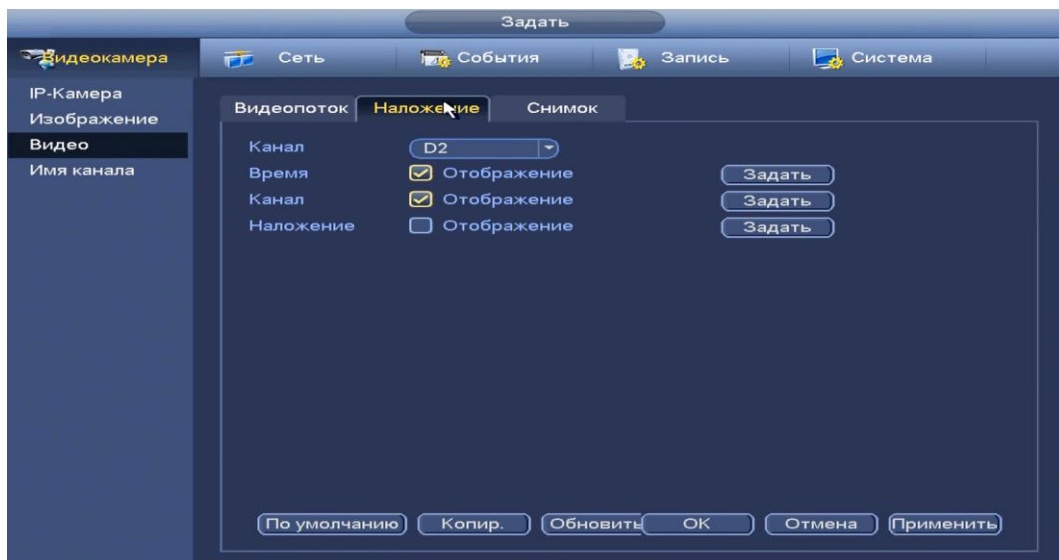 Задать
Видеокамера Сеть События Запись Система
IP-Камера
Изображение
Видео
Имя канала
Видеопоток Наложение Снимок
Канал D2
Время Отображение Задать
Канал Отображение Задать
Наложение Отображение Задать
По умолчанию Копир. Обновить OK Отмена Применить